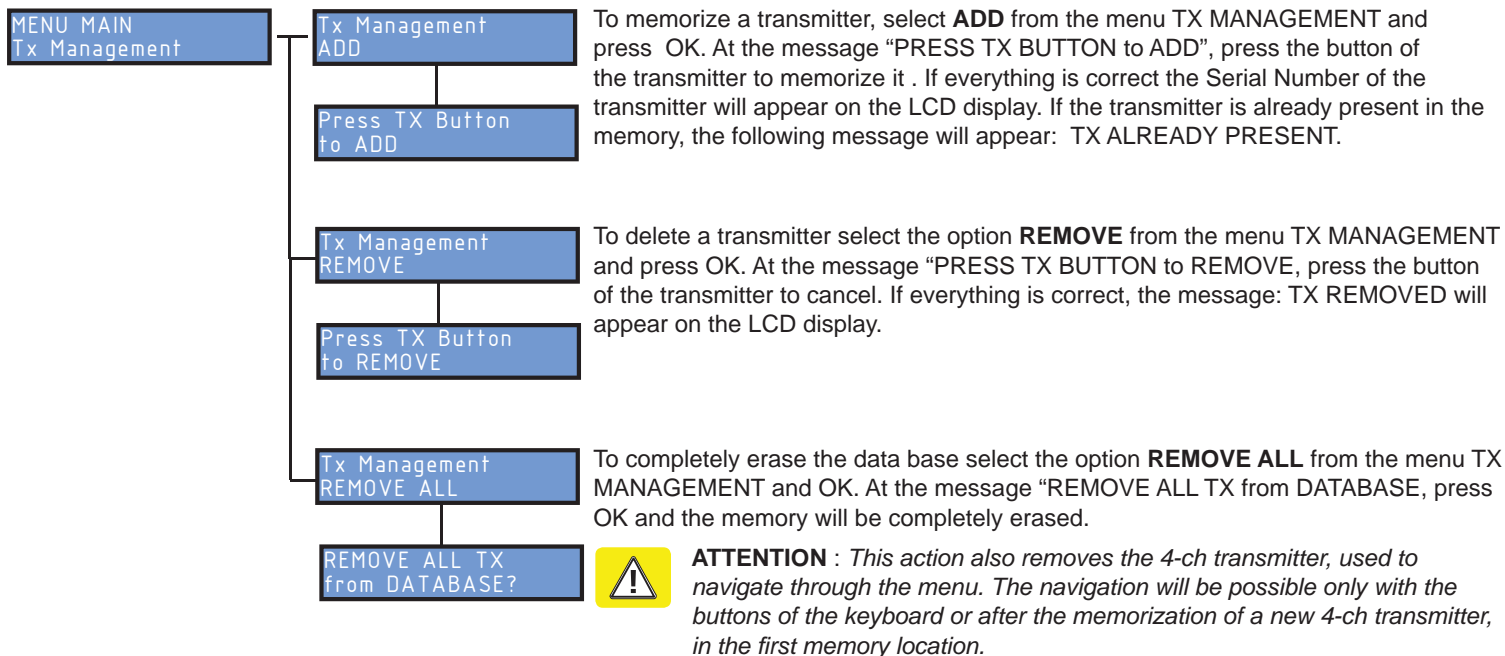 MENU MAIN
Tx Management
Tx Management
ADD
Press TX Button
to ADD
To memorize a transmitter, select ADD from the menu TX MANAGEMENT and
press  OK. At the message “PRESS TX BUTTON to ADD”, press the button of
the transmitter to memorize it . If everything is correct the Serial Number of the
transmitter will appear on the LCD display. If the transmitter is already present in the
memory, the following message will appear:  TX ALREADY PRESENT.
Tx Management
REMOVE
Press TX Button
to REMOVE
To delete a transmitter select the option REMOVE from the menu TX MANAGEMENT
and press OK. At the message “PRESS TX BUTTON to REMOVE, press the button
of the transmitter to cancel. If everything is correct, the message: TX REMOVED will
appear on the LCD display.
Tx Management
REMOVE ALL
REMOVE ALL TX
from DATABASE?
To completely erase the data base select the option REMOVE ALL from the menu TX
MANAGEMENT and OK. At the message “REMOVE ALL TX from DATABASE, press
OK and the memory will be completely erased.
ATTENTION : This action also removes the 4-ch transmitter, used to
navigate through the menu. The navigation will be possible only with the
buttons of the keyboard or after the memorization of a new 4-ch transmitter,
in the first memory location.